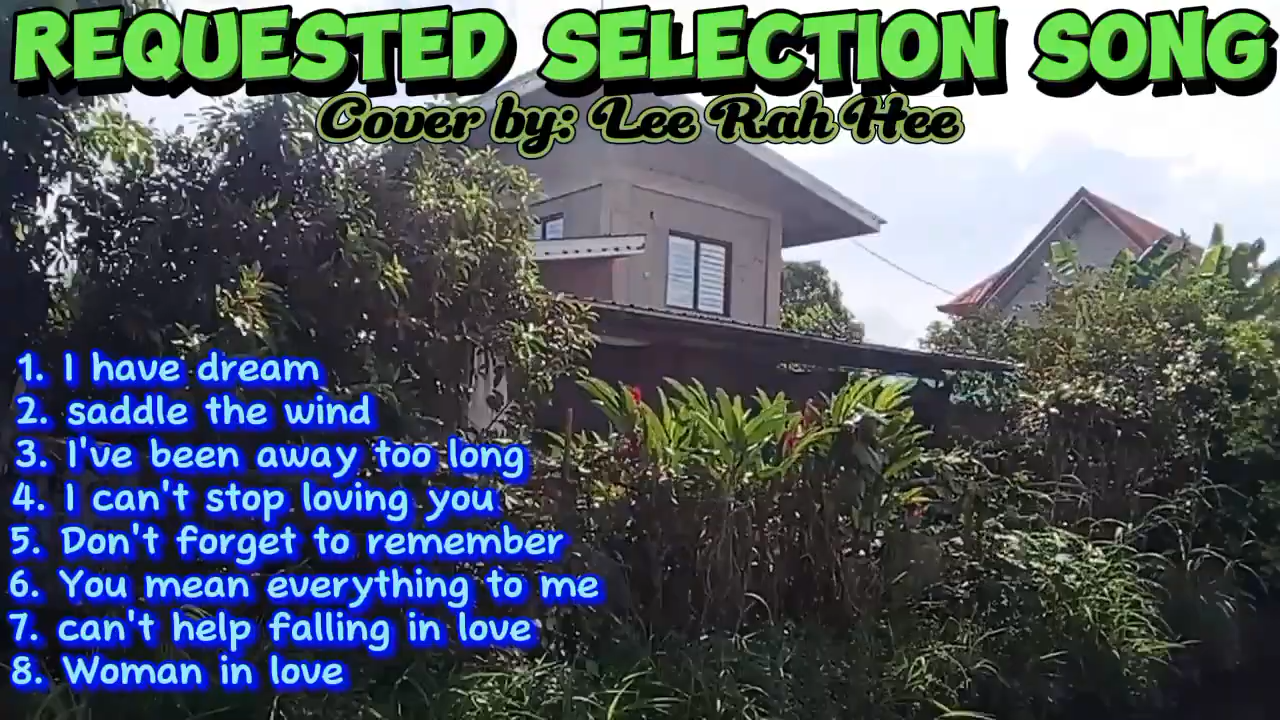 REQUESTED SELECTION SONG
Cover by: Lee Rah Hee
1. I have dream
2. saddle the wind
3. I've been away too long
4. I can't stop loving you
5. Don't forget to remember
6. You mean everything to me
7. can't help falling in love
8. Woman in love